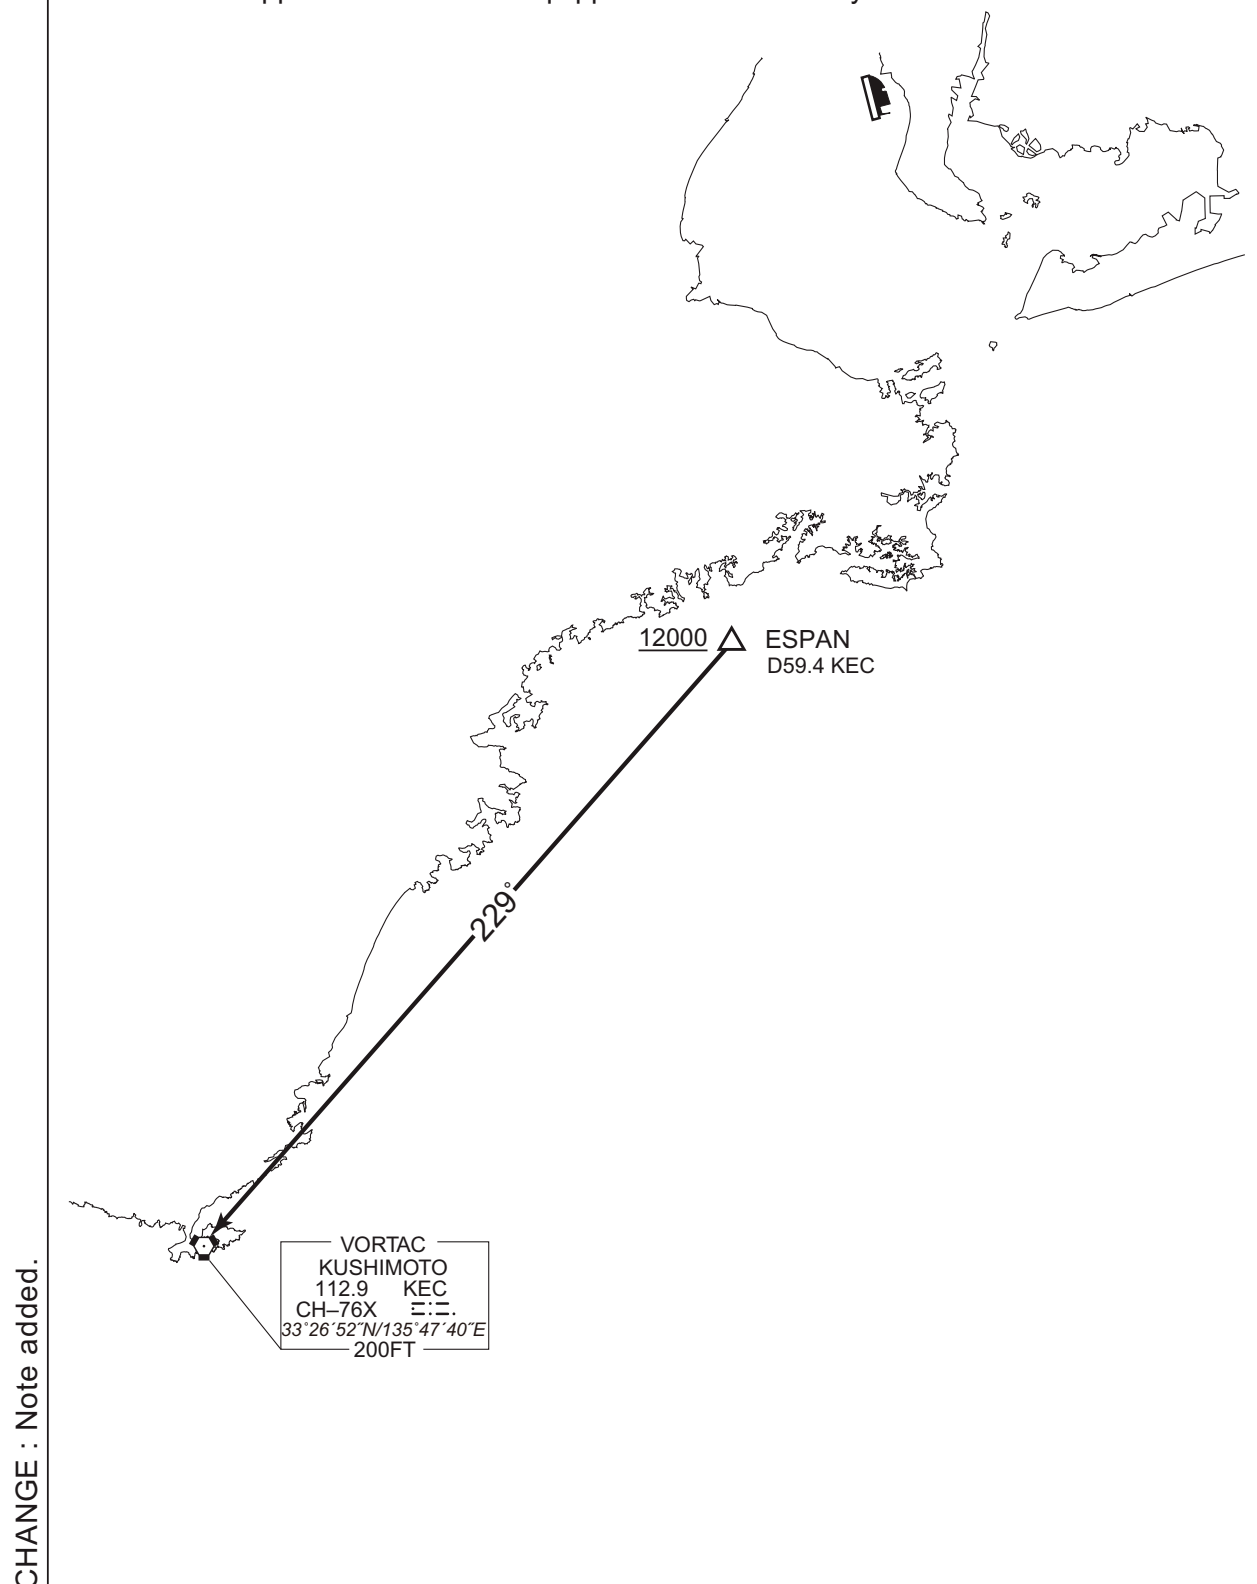 12000
ESPAN
D59.4 KEC
229°
VORTAC
KUSHIMOTO
112.9 KEC
CH–76X
33°26´52˝N/135°47´40˝E
200FT
CHANGE : Note added.